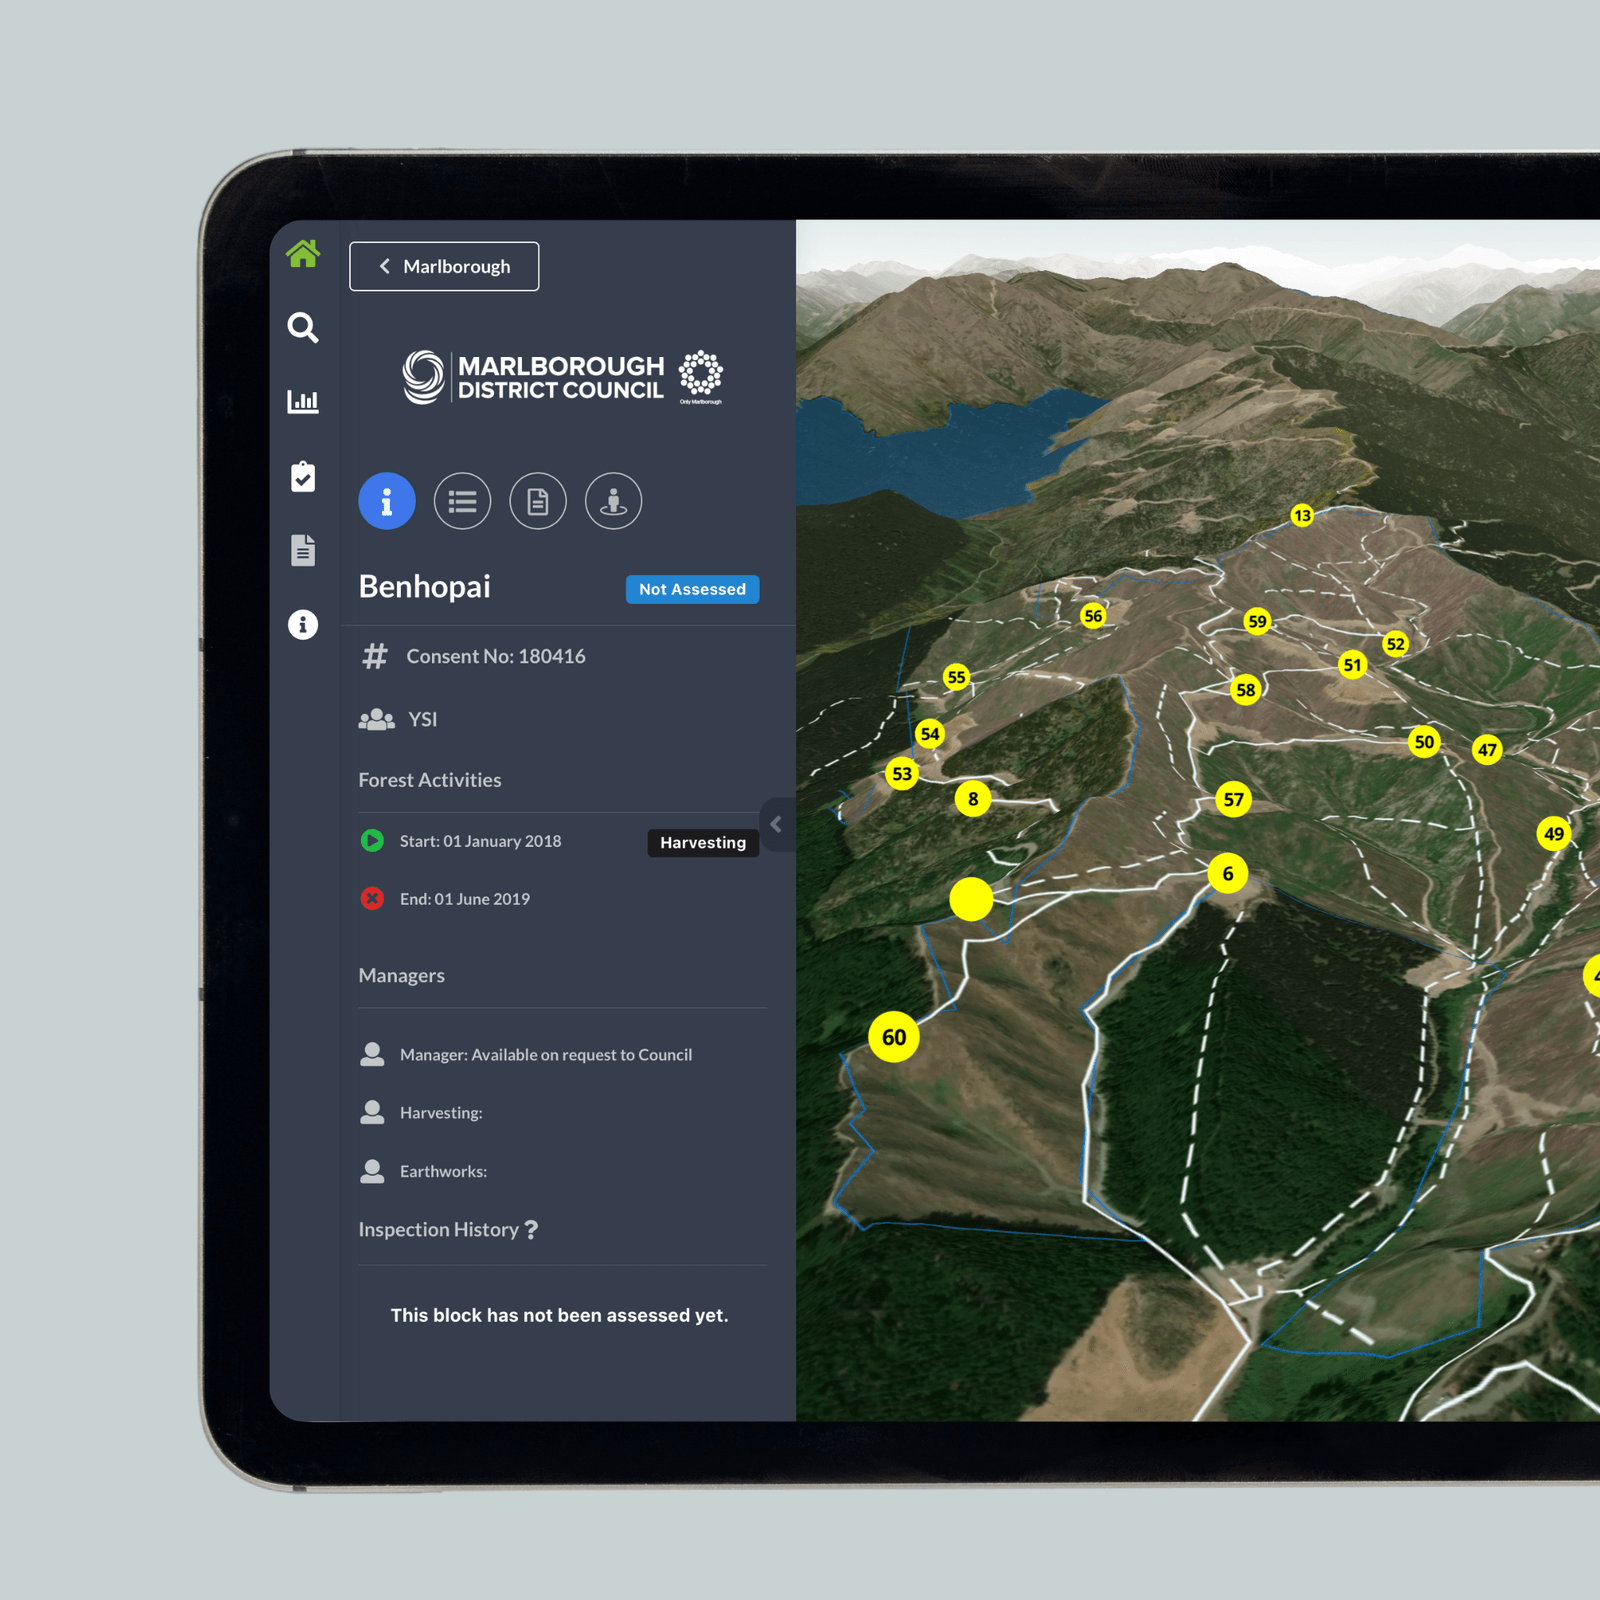 Marlborough
MARLBOROUGH
DISTRICT COUNCIL
Only Marlborough
Benhopai
Not Assessed
Consent No: 180416
YSI
Forest Activities
Start: 01 January 2018
Harvesting
End: 01 June 2019
Managers
Manager: Available on request to Council
Harvesting:
Earthworks:
Inspection History ?
This block has not been assessed yet.
13
56
59
52
51
55
58
54
50
47
53
8
57
49
6
4
60